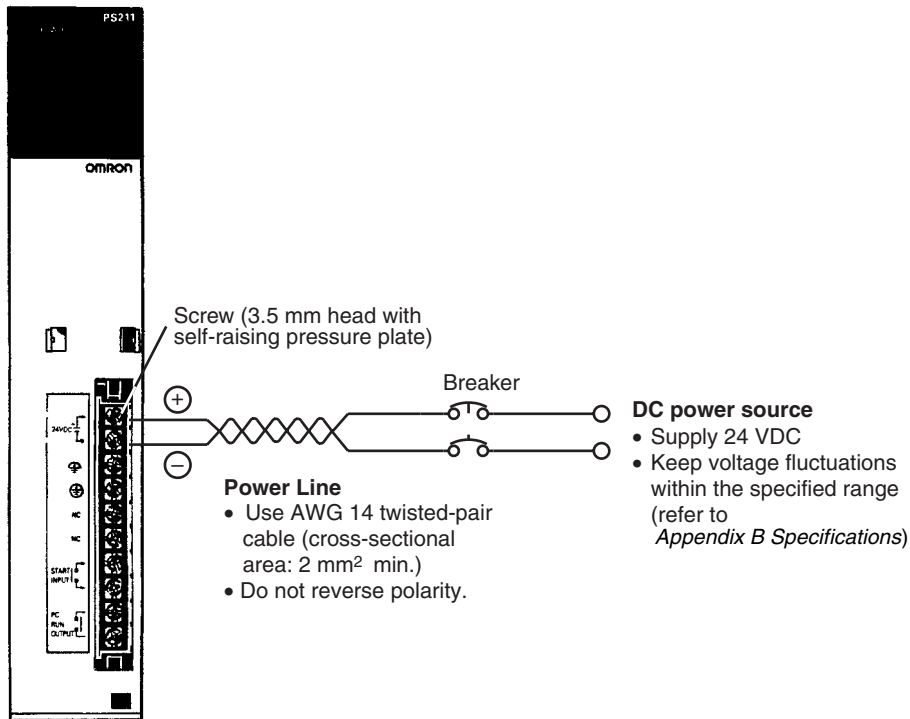 PS211
OMRON
Screw (3.5 mm head with
self-raising pressure plate)
24VDC
+
−
NC
NC
START
INPUT
PC
RUN
OUTPUT
Power Line
• Use AWG 14 twisted-pair
cable (cross-sectional
area: 2 mm² min.)
• Do not reverse polarity.
Breaker
DC power source
• Supply 24 VDC
• Keep voltage fluctuations
within the specified range
(refer to
Appendix B Specifications)